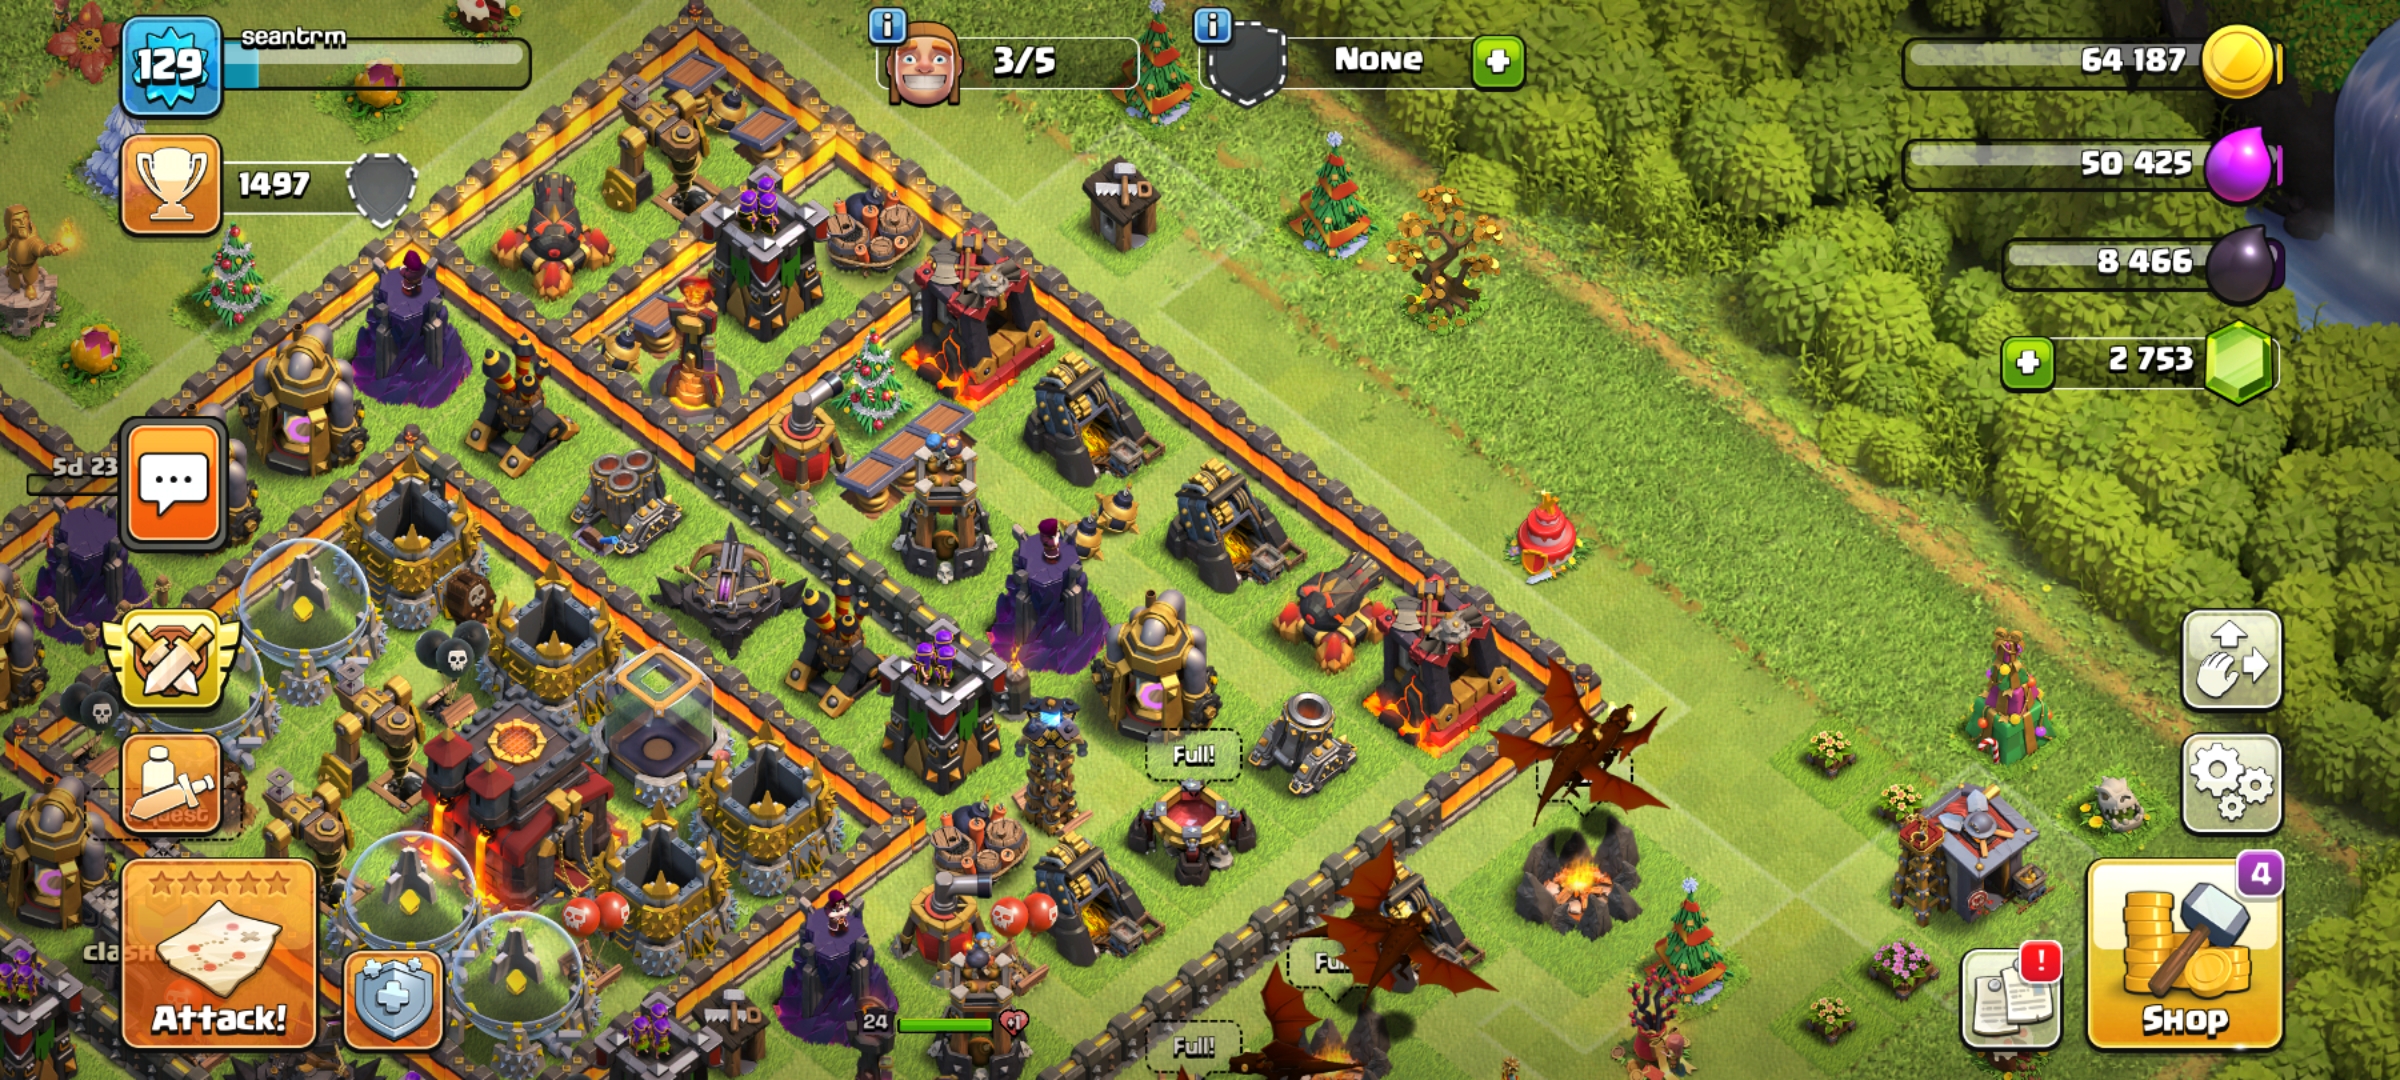 129
seantrm
i
3/5
i
None
+
64 187
1497
50 425
8 466
+
2 753
5d 23
Full!
Full!
24
+1
Attack!
4
!
Shop